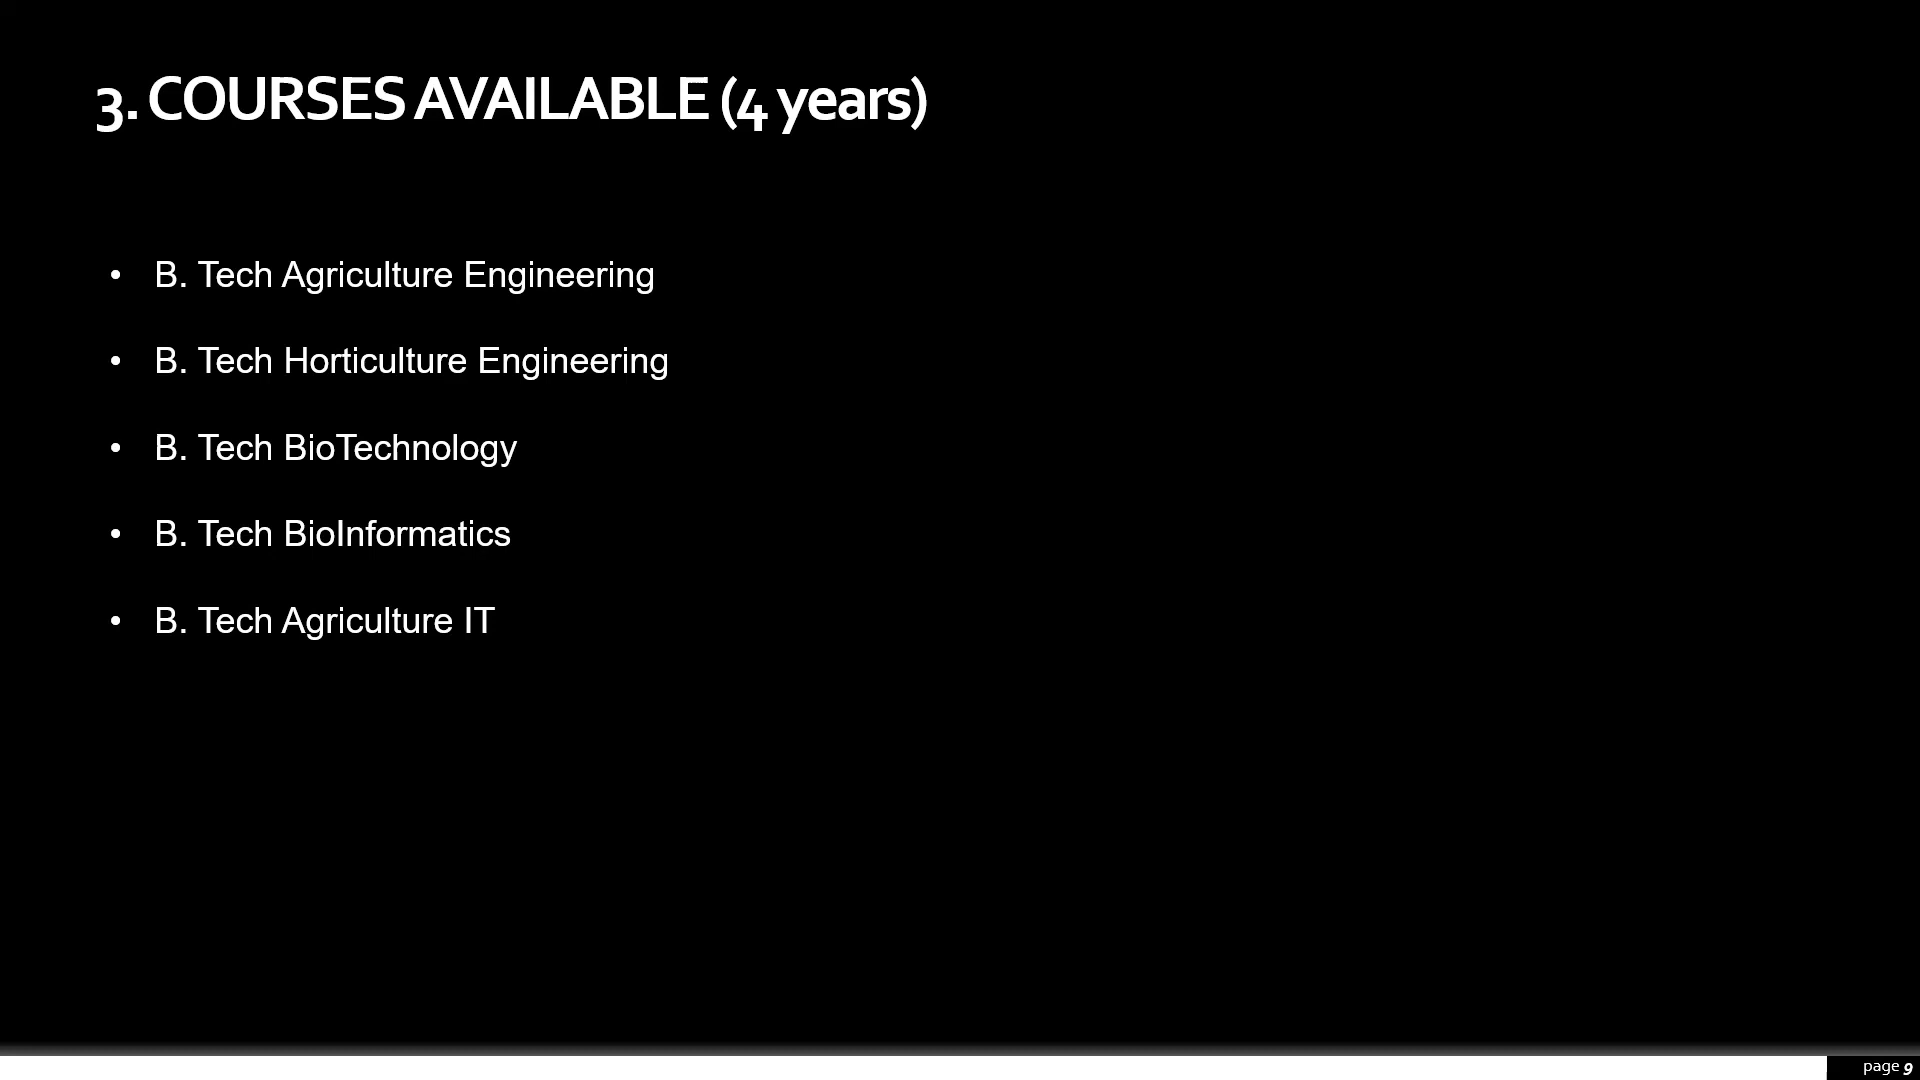 3. COURSES AVAILABLE (4 years)
• B. Tech Agriculture Engineering
• B. Tech Horticulture Engineering
• B. Tech BioTechnology
• B. Tech BioInformatics
• B. Tech Agriculture IT
page 9